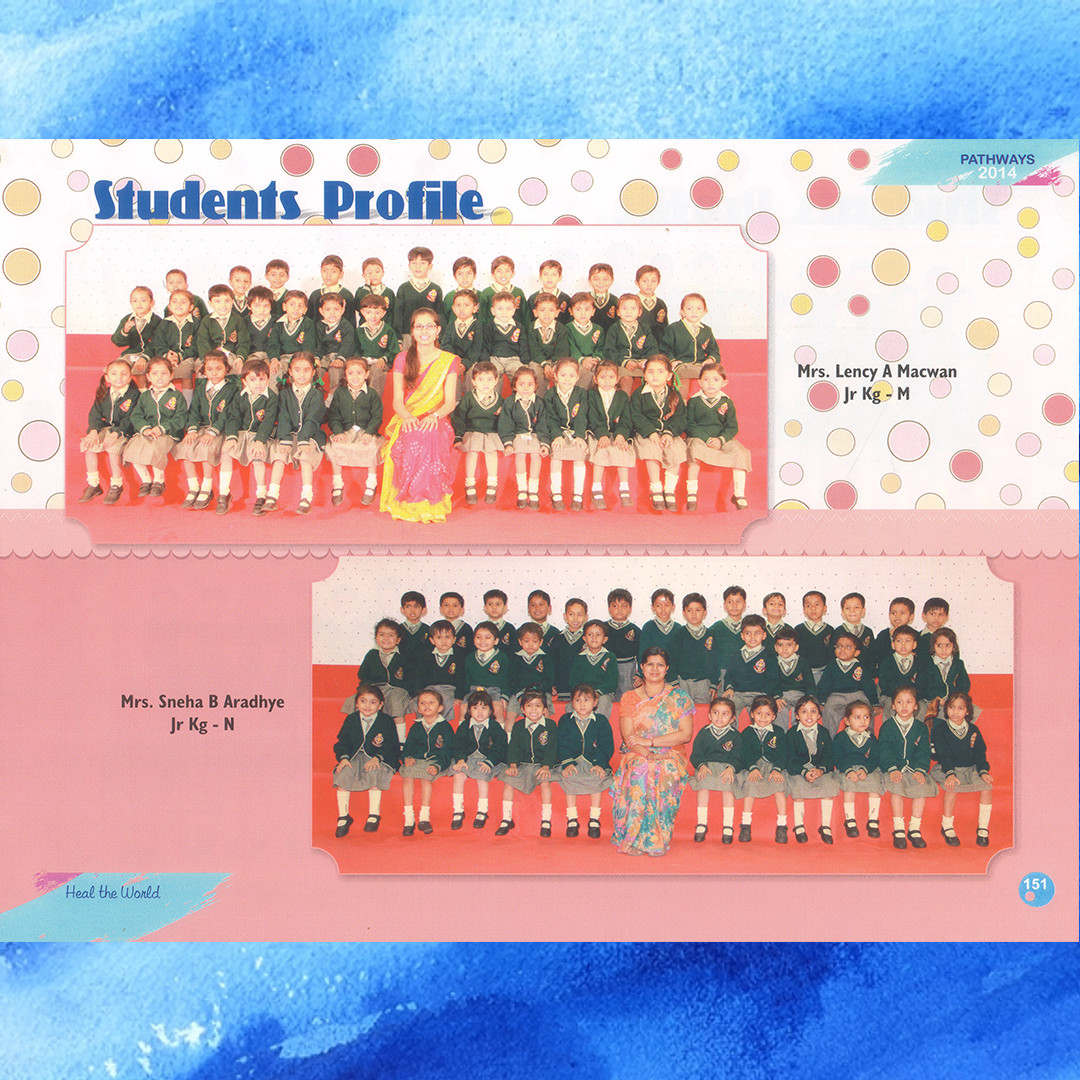 PATHWAYS
2014
Students Profile
Mrs. Lency A Macwan
Jr Kg - M
Mrs. Sneha B Aradhye
Jr Kg - N
Heal the World
151